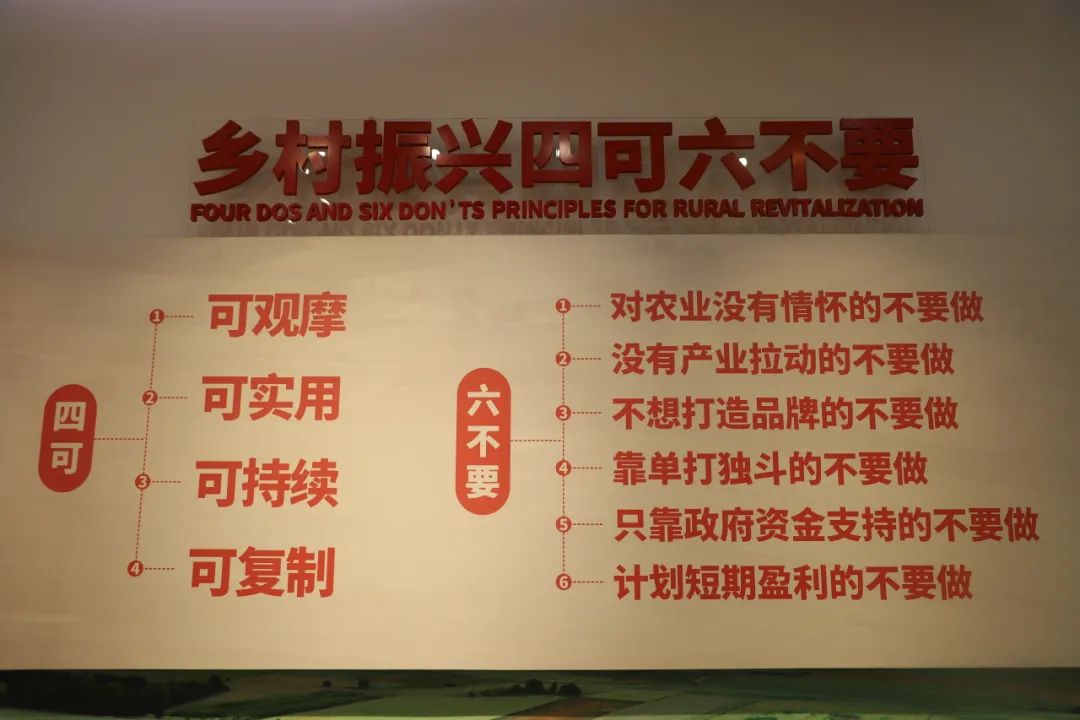 乡村振兴四可六不要
FOUR DOS AND SIX DON'TS PRINCIPLES FOR RURAL REVITALIZATION
四可
1 可观摩
2 可实用
3 可持续
4 可复制
六不要
1 对农业没有情怀的不要做
2 没有产业拉动的不要做
3 不想打造品牌的不要做
4 靠单打独斗的不要做
5 只靠政府资金支持的不要做
6 计划短期盈利的不要做